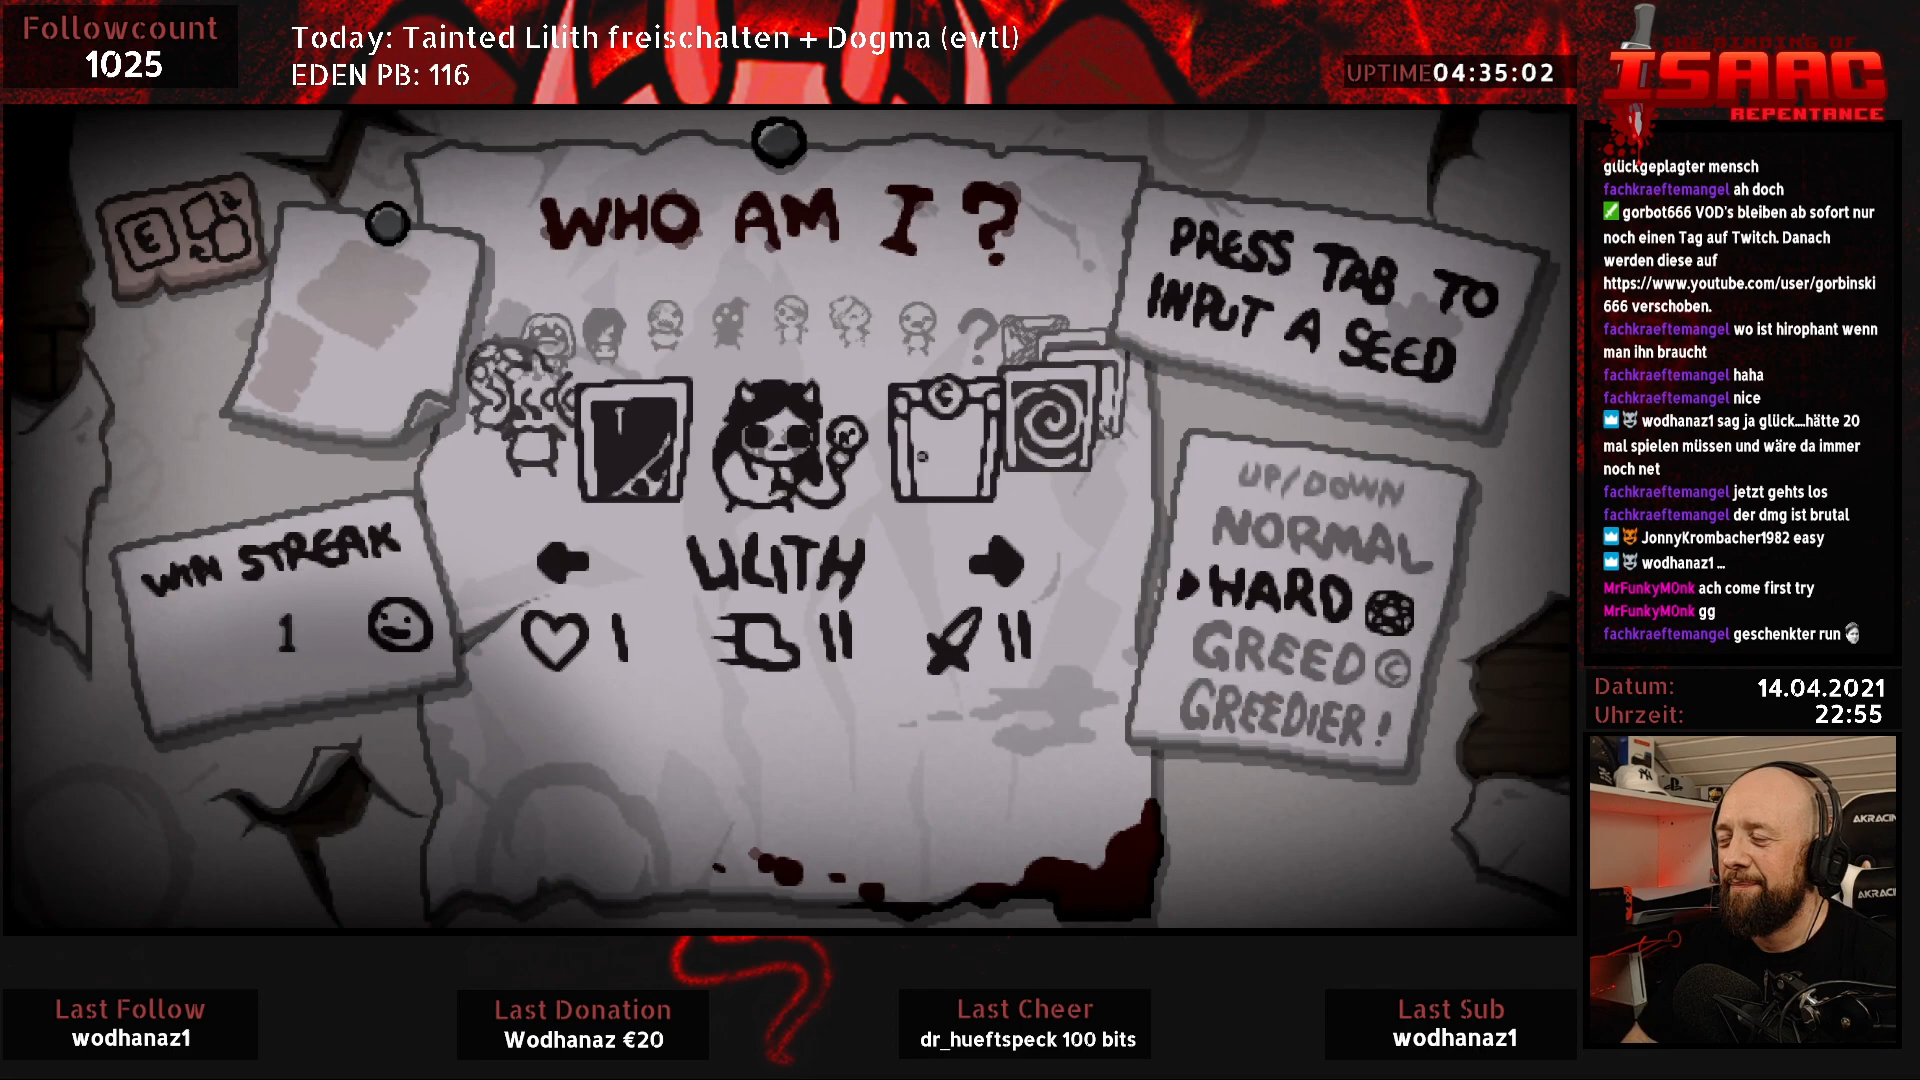 Followcount
1025
Today: Tainted Lilith freischalten + Dogma (evtl)
EDEN PB: 116
UPTIME04:35:02
BINDING OF
ISAAC
REPENTANCE
WHO AM I ?
PRESS TAB TO
INPUT A SEED
WIN STREAK
1
LILITH
UP/DOWN
NORMAL
HARD
GREED
GREEDIER!
glückgeplagter mensch
fachkraeftemangel ah doch
gorbot666 VOD's bleiben ab sofort nur
noch einen Tag auf Twitch. Danach
werden diese auf
https://www.youtube.com/user/gorbinski
666 verschoben.
fachkraeftemangel wo ist hirophant wenn
man ihn braucht
fachkraeftemangel haha
fachkraeftemangel nice
wodhanaz1 sag ja glück...hätte 20
mal spielen müssen und wäre da immer
noch net
fachkraeftemangel jetzt gehts los
fachkraeftemangel der dmg ist brutal
JonnyKrombacher1982 easy
wodhanaz1 ...
MrFunkyM0nk ach come first try
MrFunkyM0nk gg
fachkraeftemangel geschenkter run
Datum: 14.04.2021
Uhrzeit: 22:55
AKRACIN
AKRACI
Last Follow
wodhanaz1
Last Donation
Wodhanaz €20
Last Cheer
dr_hueftspeck 100 bits
Last Sub
wodhanaz1